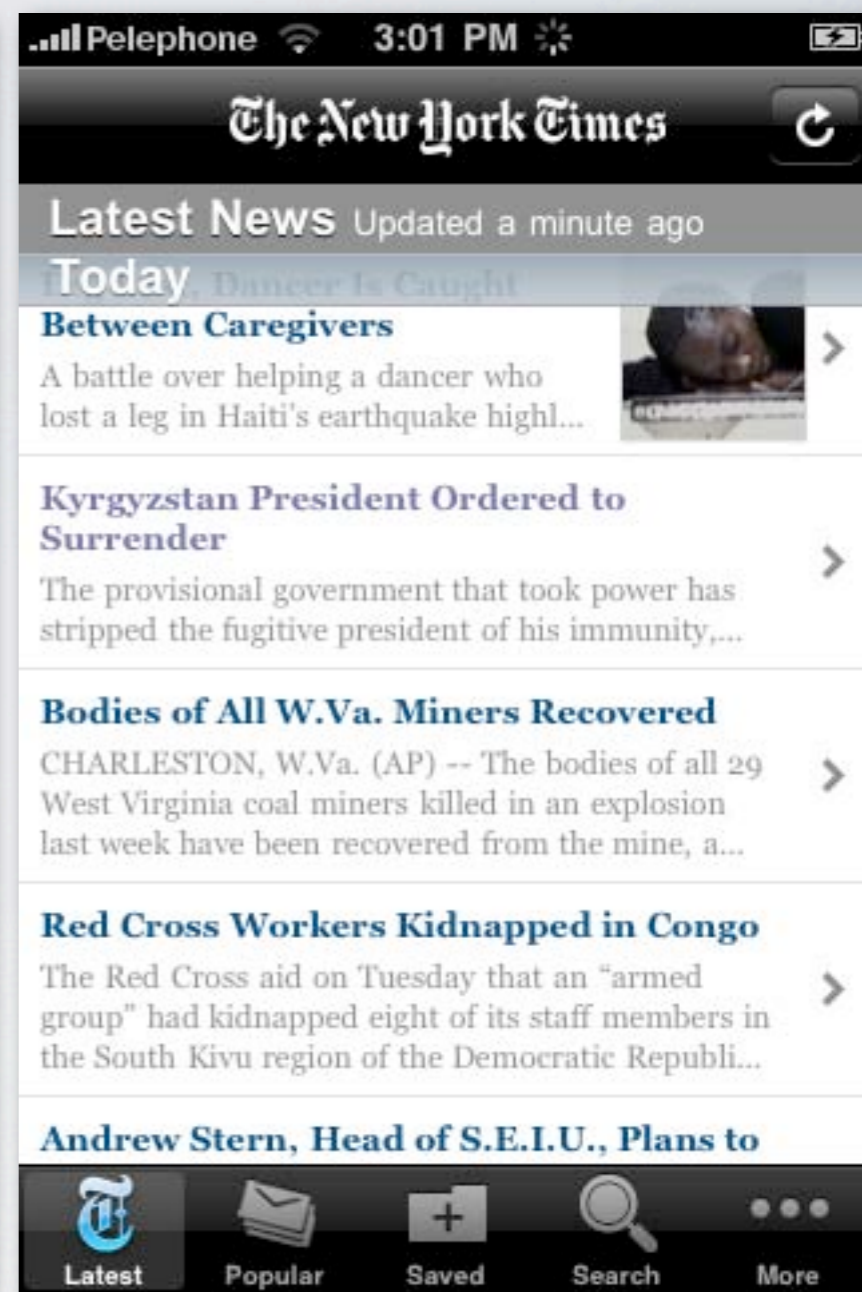 Pelephone 3:01 PM
The New York Times
Latest News Updated a minute ago
Today
Dancer Is Caught
Between Caregivers
A battle over helping a dancer who
lost a leg in Haiti's earthquake highl...
Kyrgyzstan President Ordered to
Surrender
The provisional government that took power has
stripped the fugitive president of his immunity,...
Bodies of All W.Va. Miners Recovered
CHARLESTON, W.Va. (AP) -- The bodies of all 29
West Virginia coal miners killed in an explosion
last week have been recovered from the mine, a...
Red Cross Workers Kidnapped in Congo
The Red Cross aid on Tuesday that an “armed
group” had kidnapped eight of its staff members in
the South Kivu region of the Democratic Republi...
Andrew Stern, Head of S.E.I.U., Plans to
Latest Popular Saved Search More